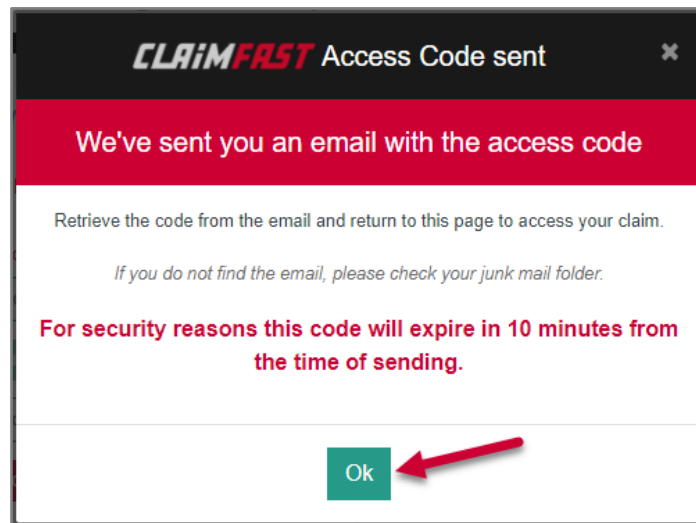 CLAiMFAST Access Code sent ×
We've sent you an email with the access code
Retrieve the code from the email and return to this page to access your claim.
If you do not find the email, please check your junk mail folder.
For security reasons this code will expire in 10 minutes from
the time of sending.
Ok